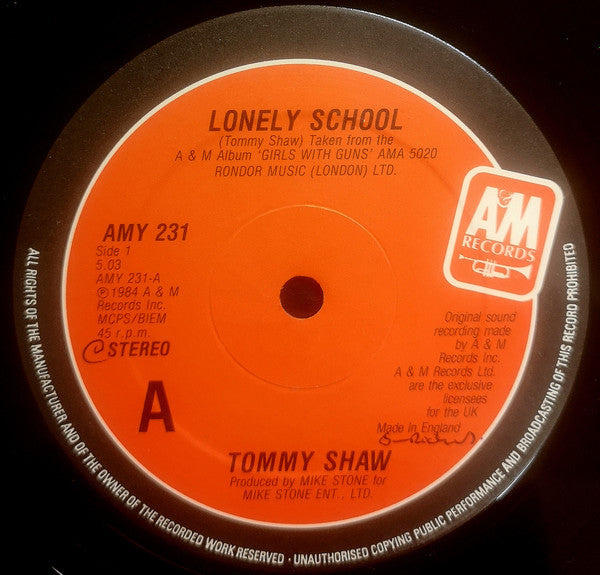 LONELY SCHOOL
(Tommy Shaw) Taken from the
A & M Album 'GIRLS WITH GUNS' AMA 5020
RONDOR MUSIC (LONDON) LTD.
A&M
RECORDS
AMY 231
Side 1
5.03
AMY 231-A
Ⓟ 1984 A & M
Records Inc.
MCPS/BIEM
45 r.p.m.
STEREO
A
Original sound
recording made
by A & M
Records Inc.
A & M Records Ltd.
are the exclusive
licensees
for the UK
Made in England
TOMMY SHAW
Produced by MIKE STONE for
MIKE STONE ENT., LTD.
ALL RIGHTS OF THE MANUFACTURER AND OF THE OWNER OF THE RECORDED WORK RESERVED · UNAUTHORISED COPYING PUBLIC PERFORMANCE AND BROADCASTING OF THIS RECORD PROHIBITED